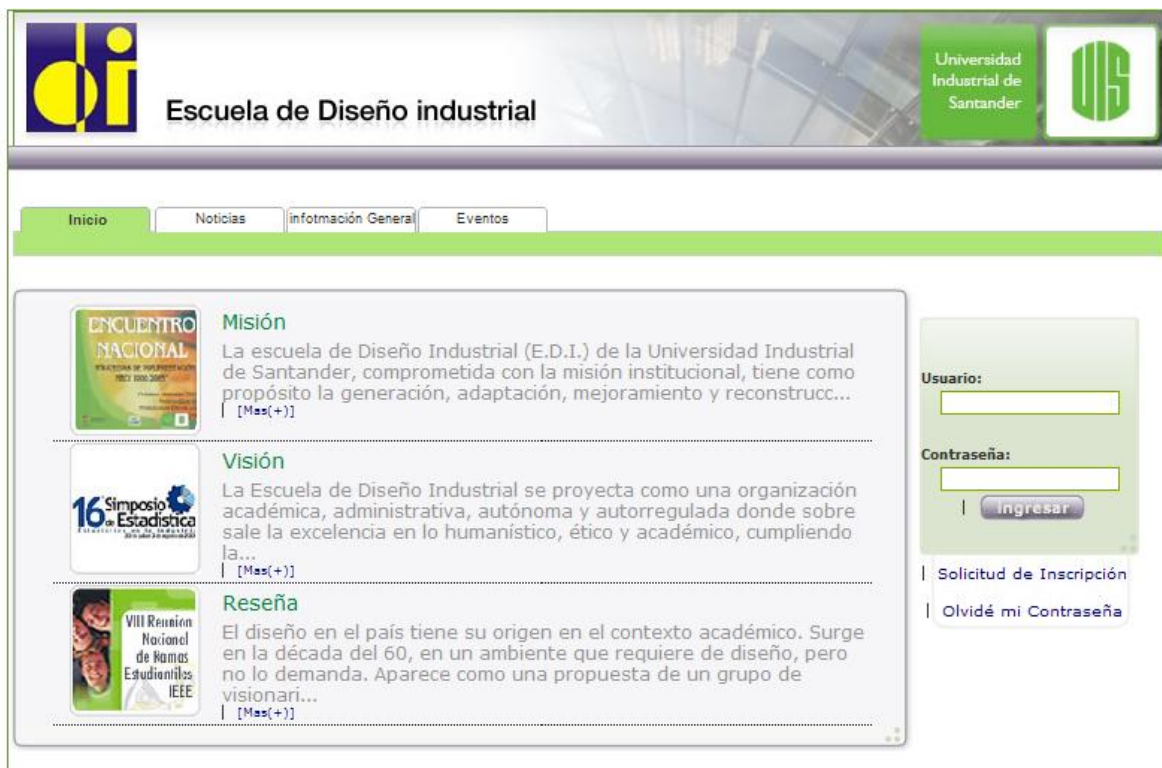 di
Escuela de Diseño industrial
Universidad
Industrial de
Santander
UIS
Inicio
Noticias
infotmación General
Eventos
ENCUENTRO
NACIONAL
Misión
La escuela de Diseño Industrial (E.D.I.) de la Universidad Industrial
de Santander, comprometida con la misión institucional, tiene como
propósito la generación, adaptación, mejoramiento y reconstrucc...
| [Mas(+)]
16 Simposio
de Estadística
Visión
La Escuela de Diseño Industrial se proyecta como una organización
académica, administrativa, autónoma y autorregulada donde sobre
sale la excelencia en lo humanístico, ético y académico, cumpliendo
la...
| [Mas(+)]
VIII Reunion
Nacional
de Ramas
Estudiantiles
IEEE
Reseña
El diseño en el país tiene su origen en el contexto académico. Surge
en la década del 60, en un ambiente que requiere de diseño, pero
no lo demanda. Aparece como una propuesta de un grupo de
visionari...
| [Mas(+)]
Usuario:
Contraseña:
| Ingresar
| Solicitud de Inscripción
| Olvidé mi Contraseña